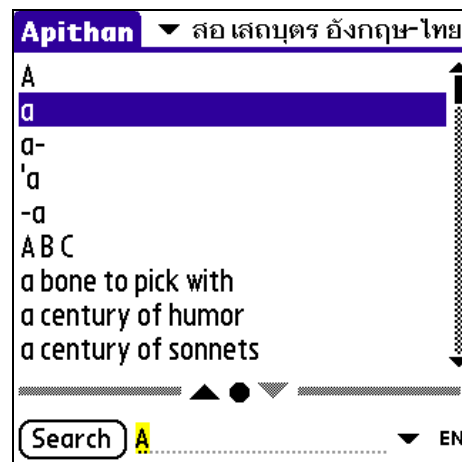 Apithan สอ เสถบุตร อังกฤษ-ไทย
A
a
a-
'a
-a
A B C
a bone to pick with
a century of humor
a century of sonnets
Search A EN